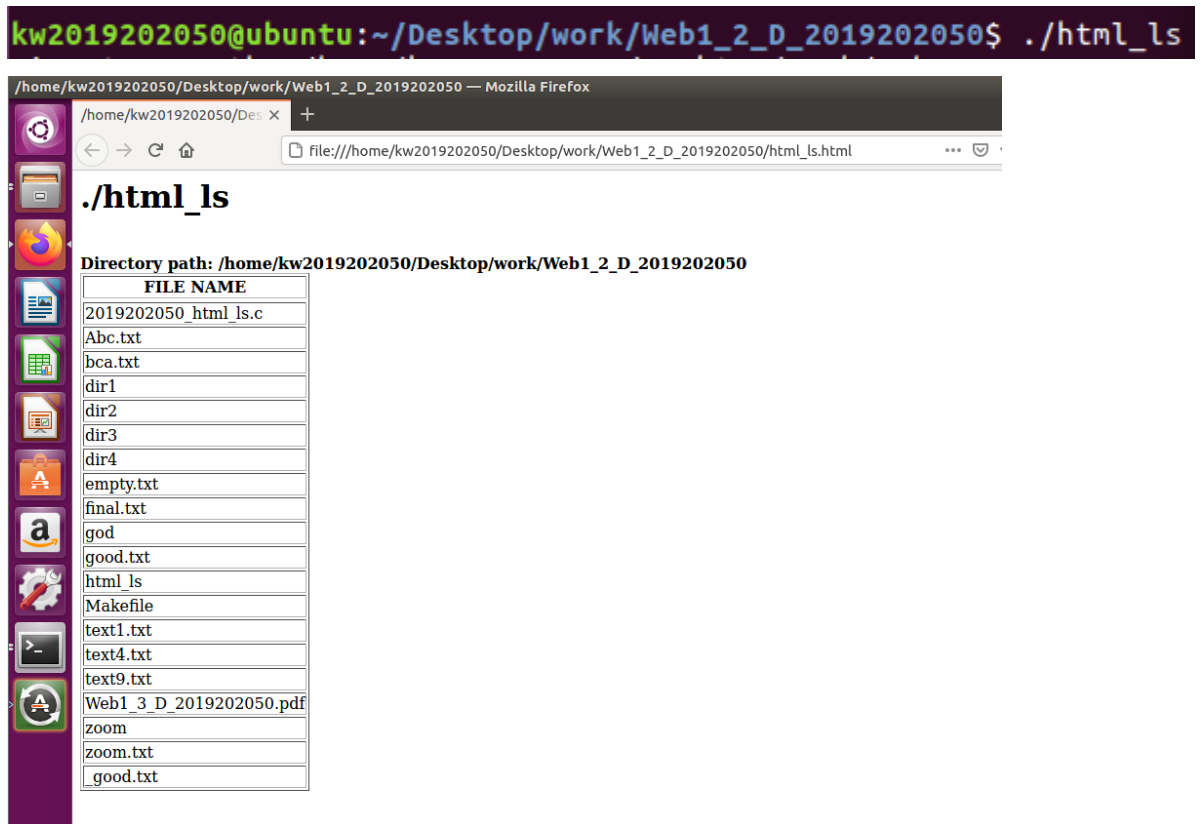 kw2019202050@ubuntu:~/Desktop/work/Web1_2_D_2019202050$ ./html_ls
/home/kw2019202050/Desktop/work/Web1_2_D_2019202050 — Mozilla Firefox
/home/kw2019202050/Des
file:///home/kw2019202050/Desktop/work/Web1_2_D_2019202050/html_ls.html
./html_ls
Directory path: /home/kw2019202050/Desktop/work/Web1_2_D_2019202050
FILE NAME
2019202050_html_ls.c
Abc.txt
bca.txt
dir1
dir2
dir3
dir4
empty.txt
final.txt
god
good.txt
html_ls
Makefile
text1.txt
text4.txt
text9.txt
Web1_3_D_2019202050.pdf
zoom
zoom.txt
_good.txt